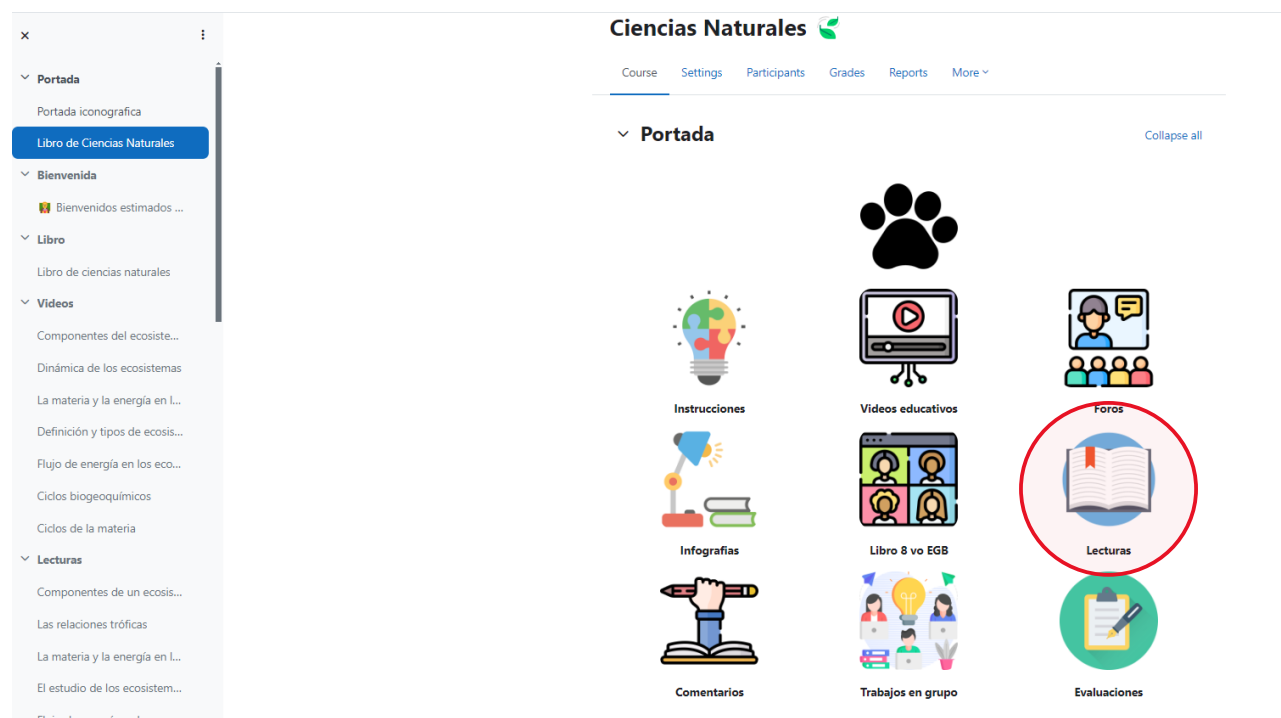 Portada
Portada iconografica
Libro de Ciencias Naturales
Bienvenida
Bienvenidos estimados ...
Libro
Libro de ciencias naturales
Videos
Componentes del ecosiste...
Dinámica de los ecosistemas
La materia y la energía en l...
Definición y tipos de ecosis...
Flujo de energía en los eco...
Ciclos biogeoquímicos
Ciclos de la materia
Lecturas
Componentes de un ecosis...
Las relaciones tróficas
La materia y la energía en l...
El estudio de los ecosistem...
Ciencias Naturales
Course Settings Participants Grades Reports More
Portada
Collapse all
Instrucciones Videos educativos Foros
Infografias Libro 8 vo EGB Lecturas
Comentarios Trabajos en grupo Evaluaciones